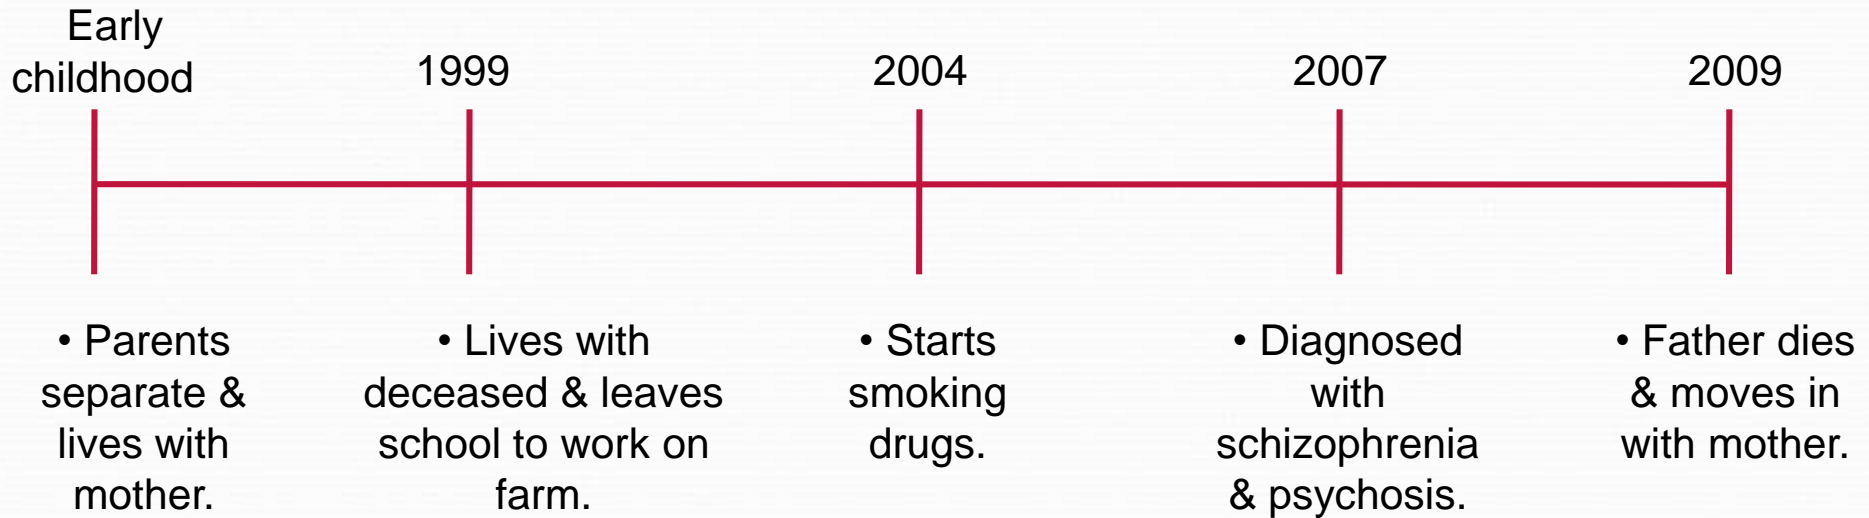 Early
childhood
1999
2004
2007
2009
• Parents
separate &
lives with
mother.
• Lives with
deceased & leaves
school to work on
farm.
• Starts
smoking
drugs.
• Diagnosed
with
schizophrenia
& psychosis.
• Father dies
& moves in
with mother.